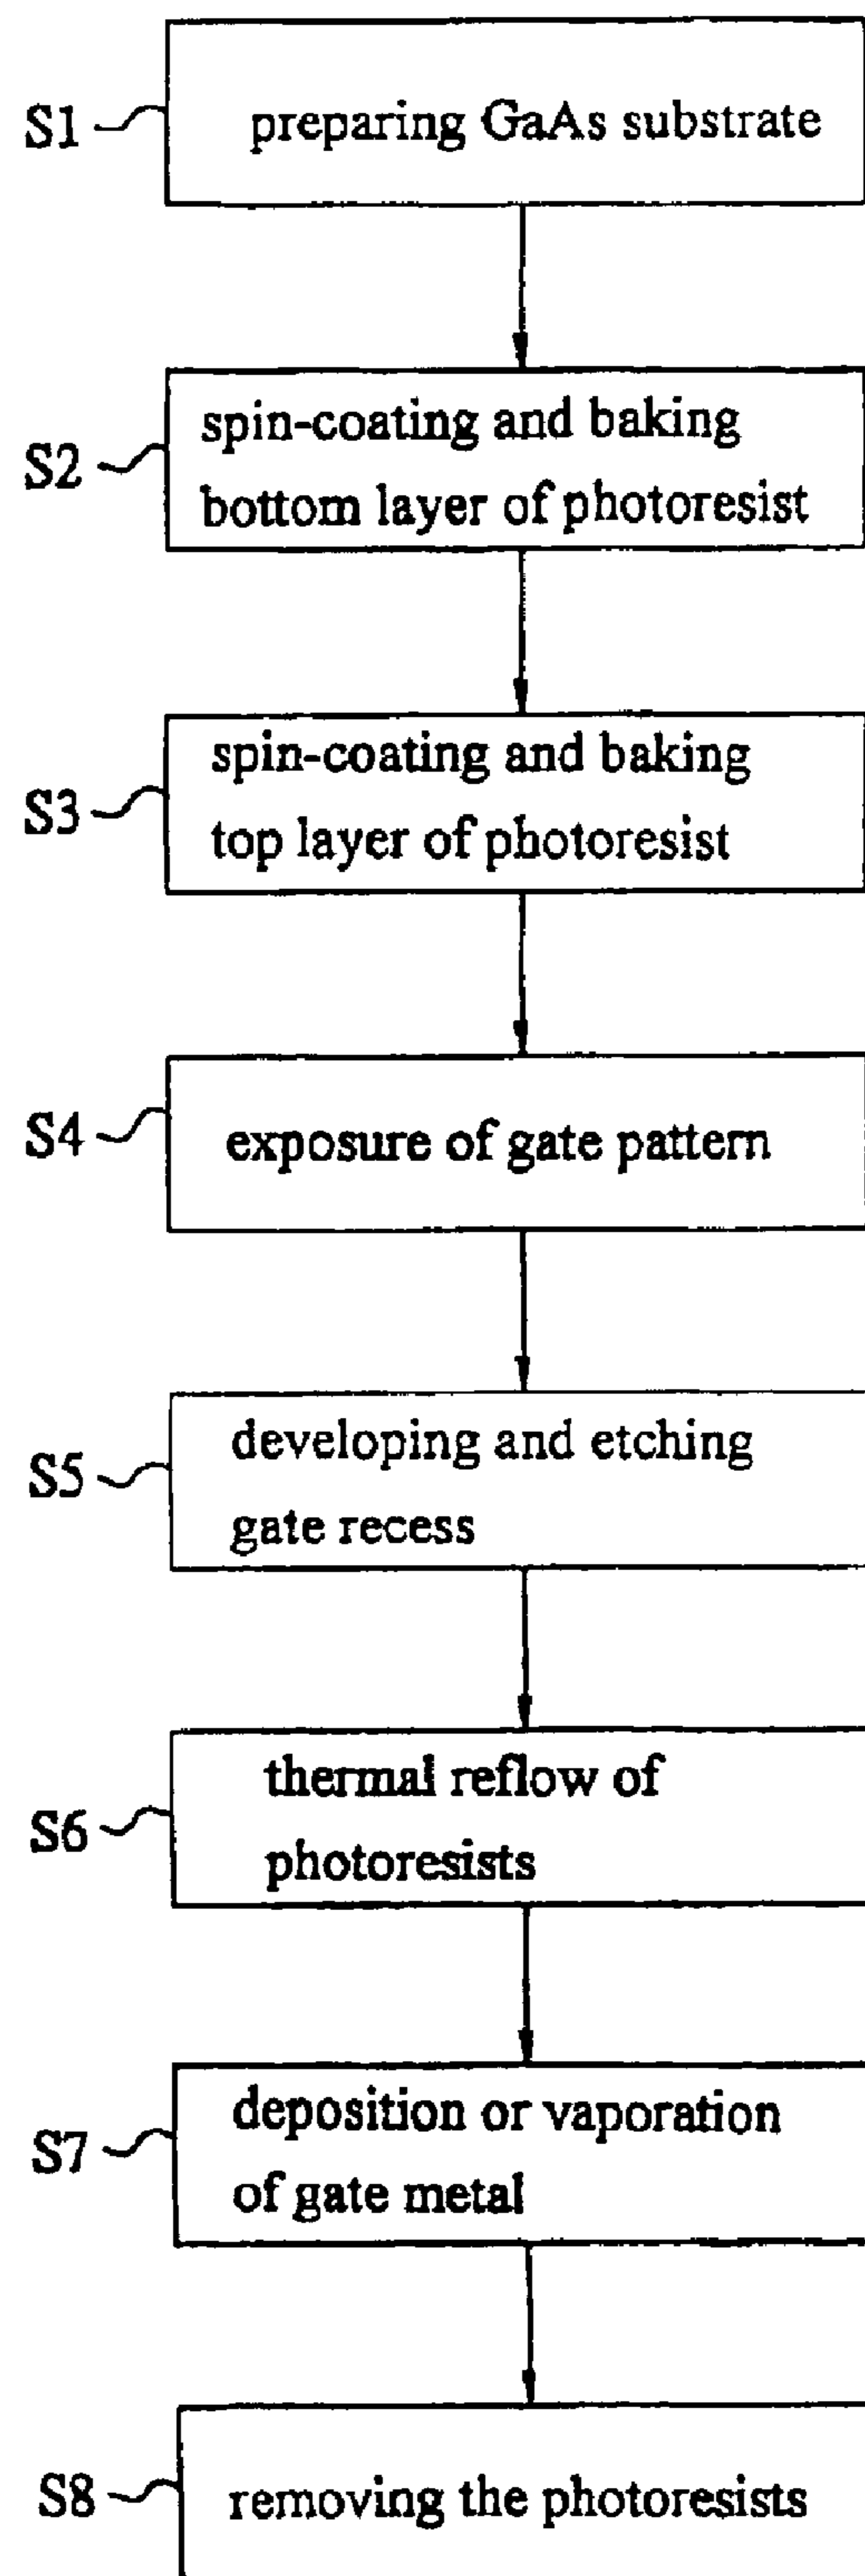 S1
preparing GaAs substrate
S2
spin-coating and baking
bottom layer of photoresist
S3
spin-coating and baking
top layer of photoresist
S4
exposure of gate pattern
S5
developing and etching
gate recess
S6
thermal reflow of
photoresists
S7
deposition or vaporation
of gate metal
S8
removing the photoresists